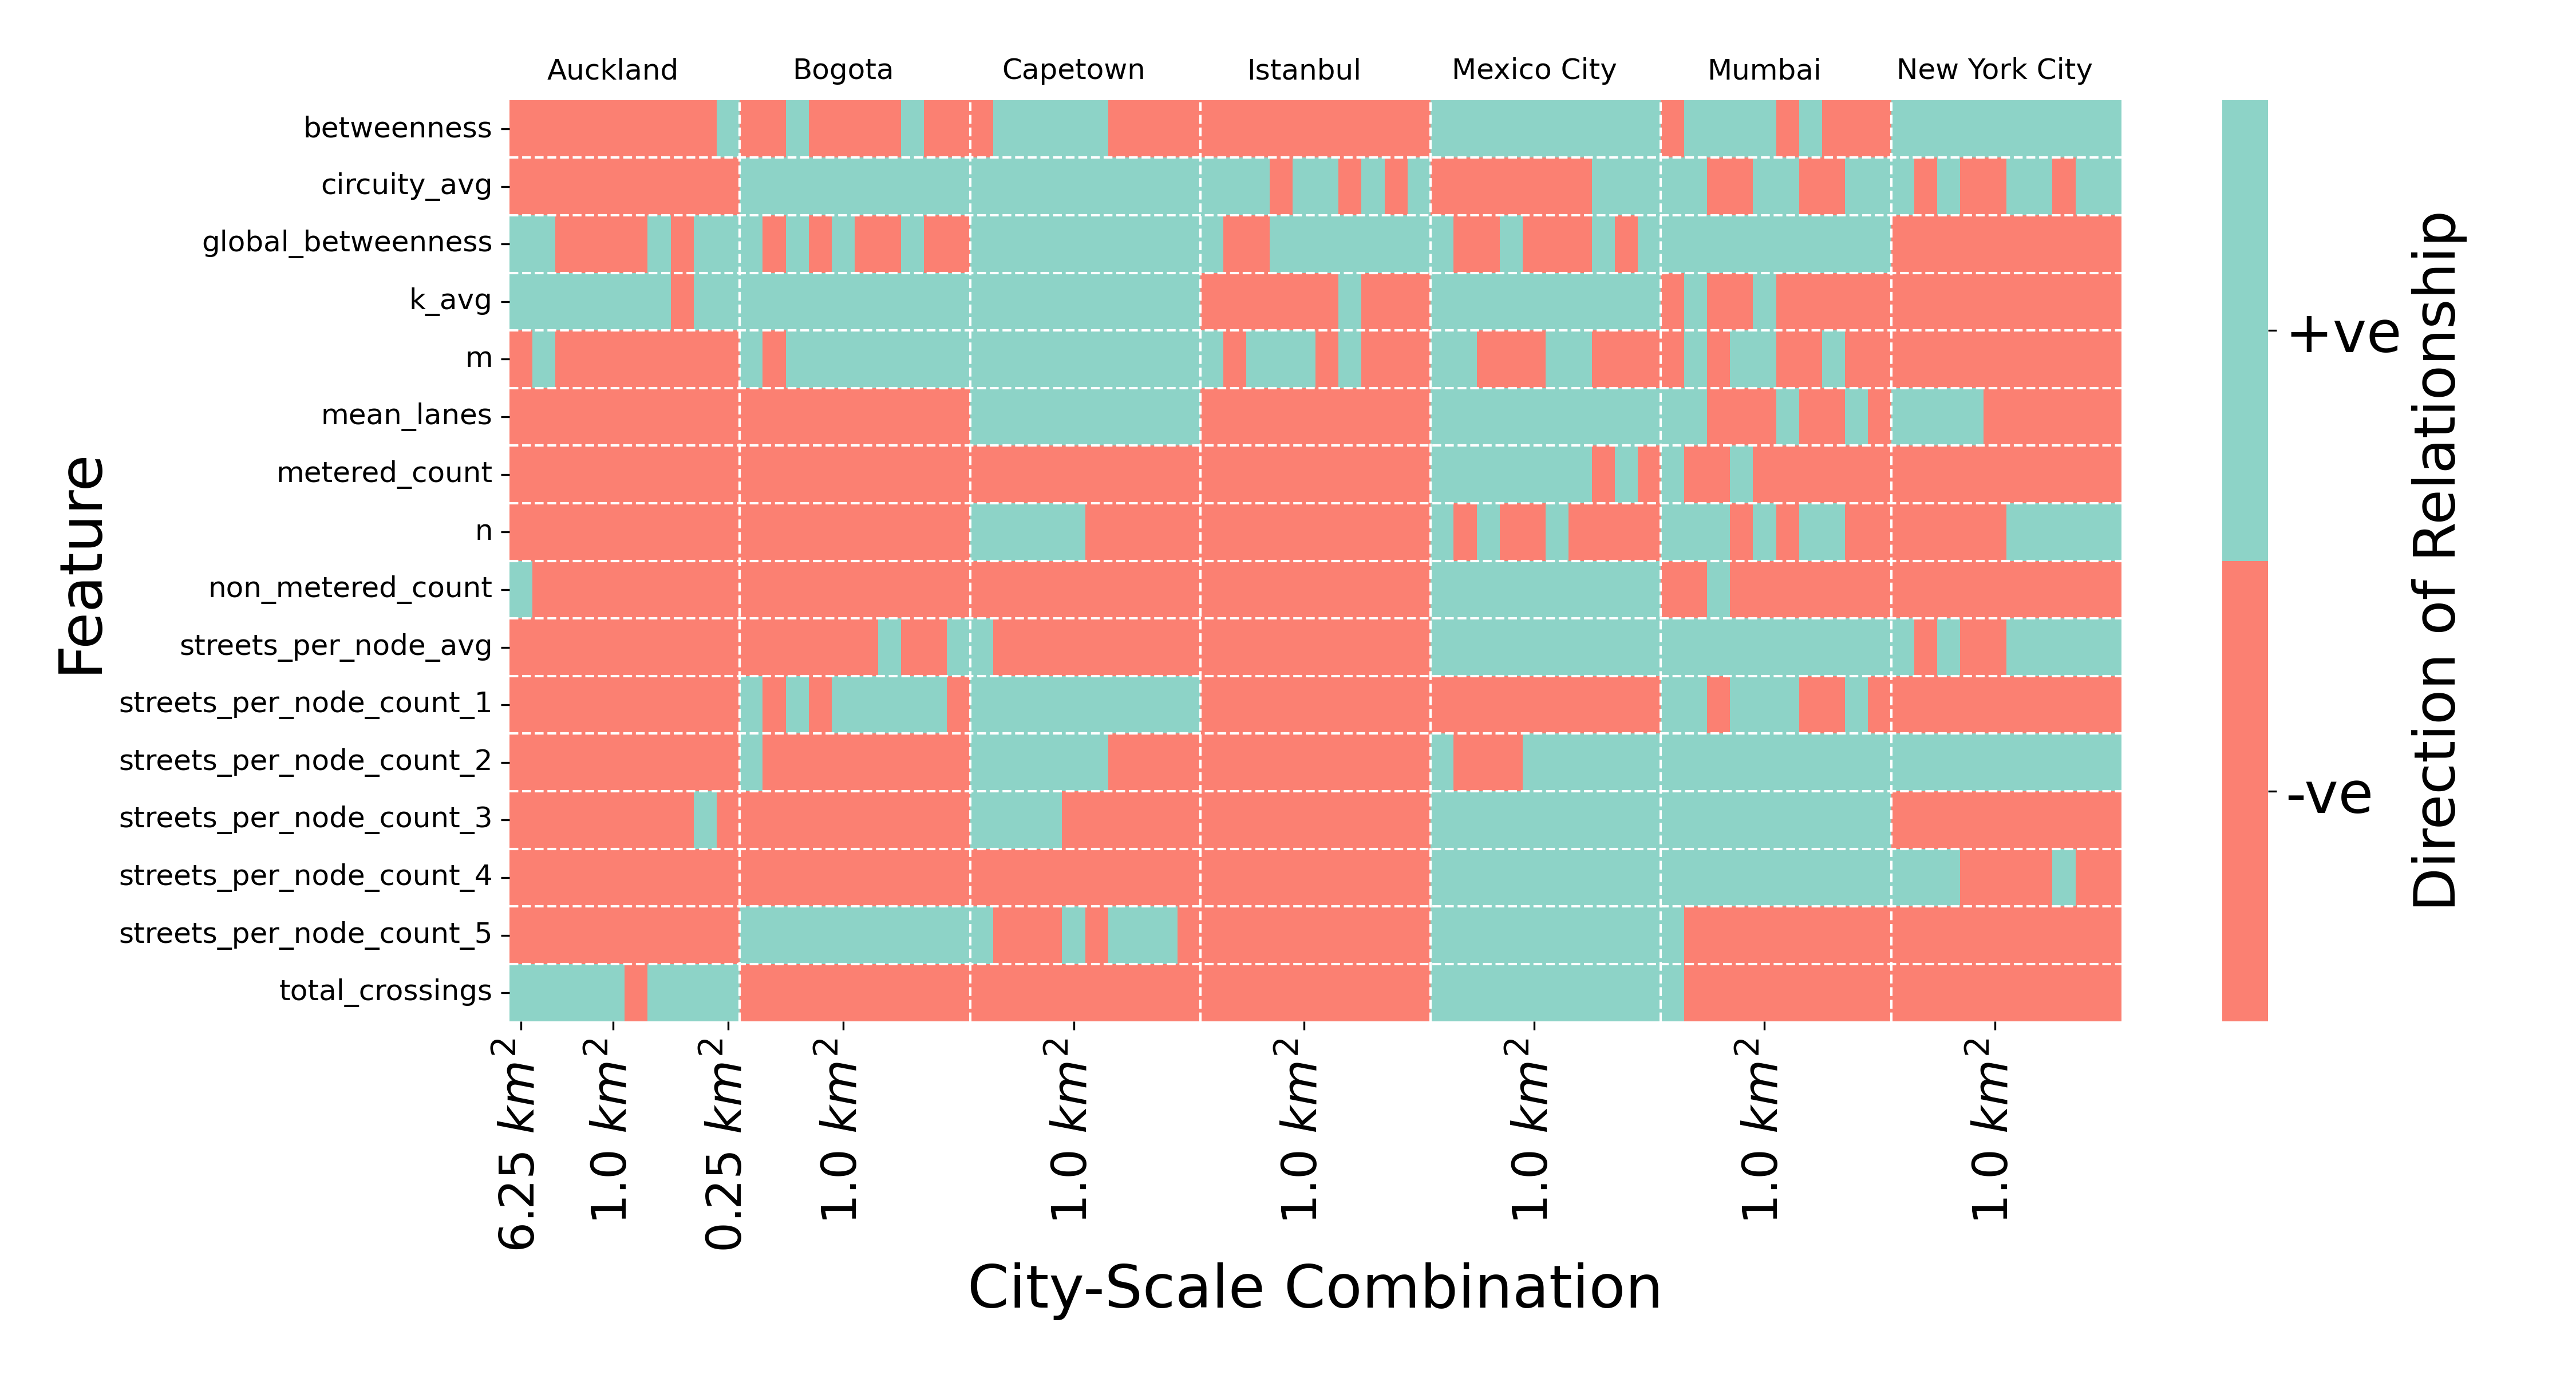 Auckland Bogota Capetown Istanbul Mexico City Mumbai New York City
betweenness
circuity_avg
global_betweenness
k_avg
m
mean_lanes
metered_count
n
non_metered_count
streets_per_node_avg
streets_per_node_count_1
streets_per_node_count_2
streets_per_node_count_3
streets_per_node_count_4
streets_per_node_count_5
total_crossings
Feature
6.25 km²
1.0 km²
0.25 km²
1.0 km²
1.0 km²
1.0 km²
1.0 km²
1.0 km²
1.0 km²
City-Scale Combination
+ve
-ve
Direction of Relationship